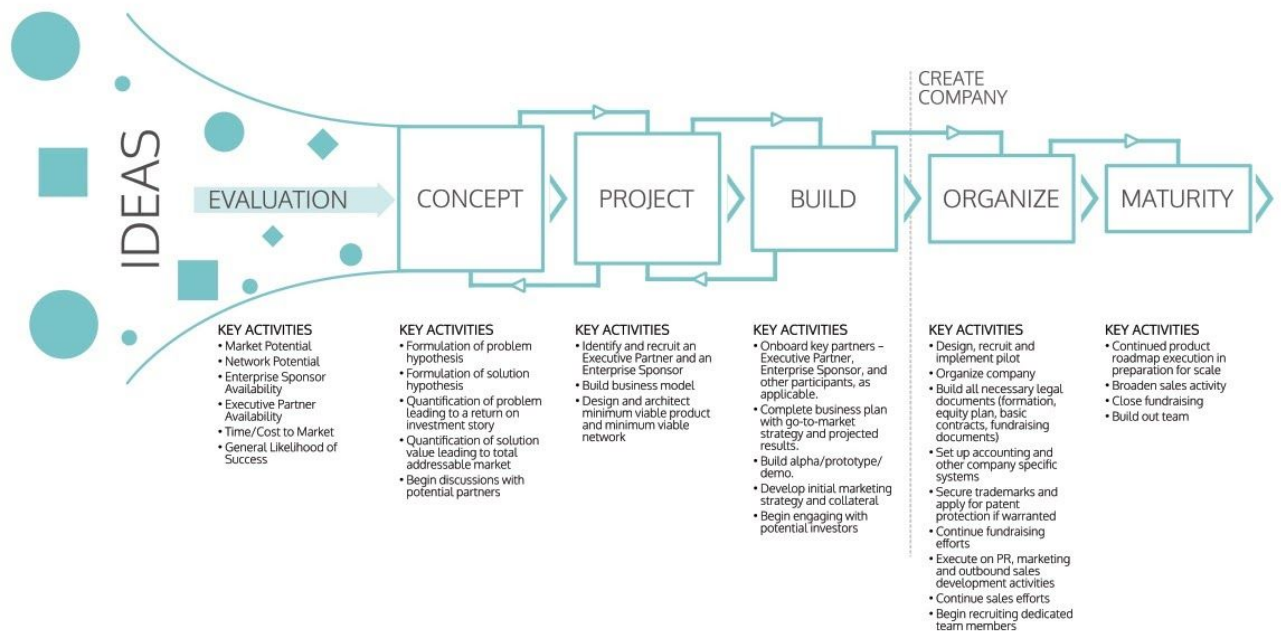 CREATE
COMPANY
IDEAS
EVALUATION
CONCEPT
PROJECT
BUILD
ORGANIZE
MATURITY
KEY ACTIVITIES
• Market Potential
• Network Potential
• Enterprise Sponsor
Availability
• Executive Partner
Availability
• Time/Cost to Market
• General Likelihood of
Success
KEY ACTIVITIES
• Formulation of problem
hypothesis
• Formulation of solution
hypothesis
• Quantification of problem
leading to a return on
investment story
• Quantification of solution
value leading to total
addressable market
• Begin discussions with
potential partners
KEY ACTIVITIES
• Identify and recruit an
Executive Partner and an
Enterprise Sponsor
• Build business model
• Design and architect
minimum viable product
and minimum viable
network
KEY ACTIVITIES
• Onboard key partners –
Executive Partner,
Enterprise Sponsor, and
other participants, as
applicable.
• Complete business plan
with go-to-market
strategy and projected
results.
• Build alpha/prototype/
demo.
• Develop initial marketing
strategy and collateral
• Begin engaging with
potential investors
KEY ACTIVITIES
• Design, recruit and
implement pilot
• Organize company
• Build all necessary legal
documents (formation,
equity plan, basic
contracts, fundraising
documents)
• Set up accounting and
other company specific
systems
• Secure trademarks and
apply for patent
protection if warranted
• Continue fundraising
efforts
• Execute on PR, marketing
and outbound sales
development activities
• Continue sales efforts
• Begin recruiting dedicated
team members
KEY ACTIVITIES
• Continued product
roadmap execution in
preparation for scale
• Broaden sales activity
• Close fundraising
• Build out team